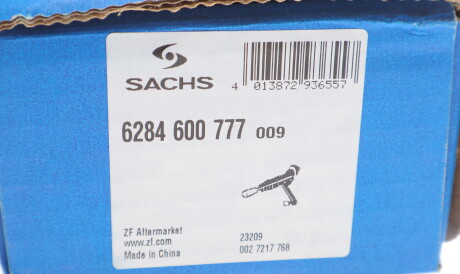 SACHS
4 013872 936557
6284 600 777 009
ZF Aftermarket
www.zf.com
Made in China
23209
002 7217 768